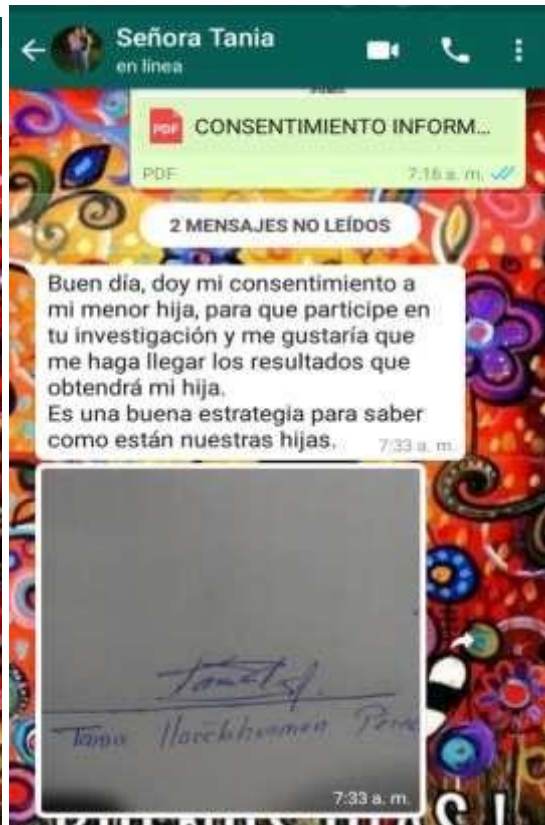 Señora Tania
en línea
PDF CONSENTIMIENTO INFORM...
PDF 7:16 a. m.
2 MENSAJES NO LEÍDOS
Buen día, doy mi consentimiento a
mi menor hija, para que participe en
tu investigación y me gustaría que
me haga llegar los resultados que
obtendrá mi hija.
Es una buena estrategia para saber
como están nuestras hijas. 7:33 a. m.
Tania
7:33 a. m.